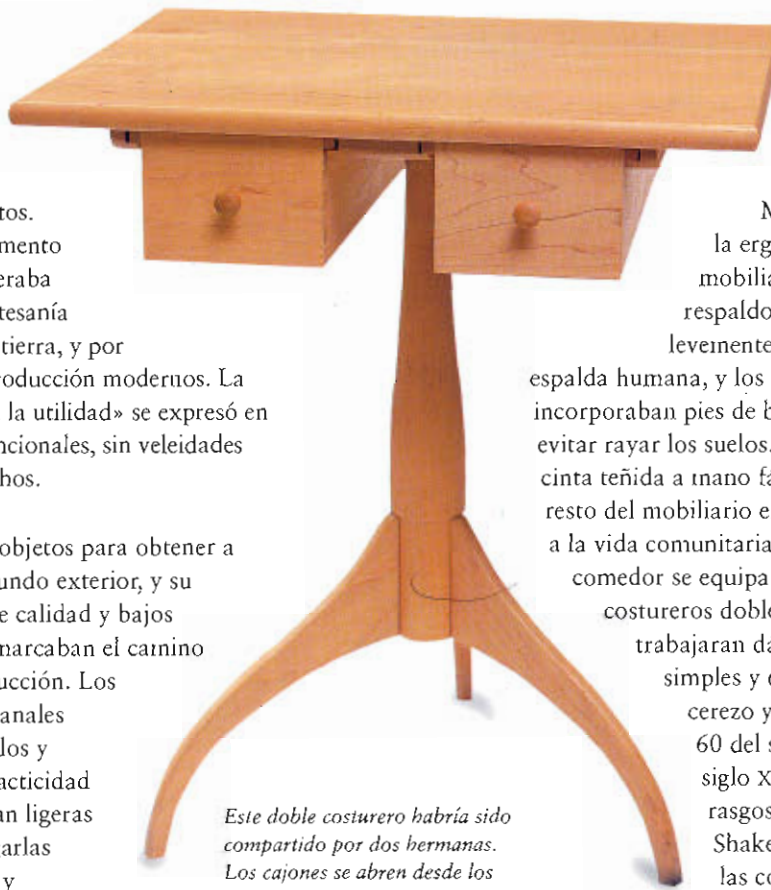 tos.
mento
eraba
tesanía
tierra, y por
roducción modernos. La
la utilidad» se expresó en
ncionales, sin veleidades
hos.
objetos para obtener a
undo exterior, y su
e calidad y bajos
marcaban el camino
ucción. Los
anales
los y
acticidad
an ligeras
arlas
y
Este doble costurero habría sido
compartido por dos hermanas.
Los cajones se abren desde los
M
la erg
mobilia
respaldo
levemente
espalda humana, y los
incorporaban pies de b
evitar rayar los suelos.
cinta teñida a mano fá
resto del mobiliario e
a la vida comunitaria
comedor se equipa
costureros doble
trabajaran da
simples y e
cerezo y
60 del s
siglo X
rasgos
Shake
las co